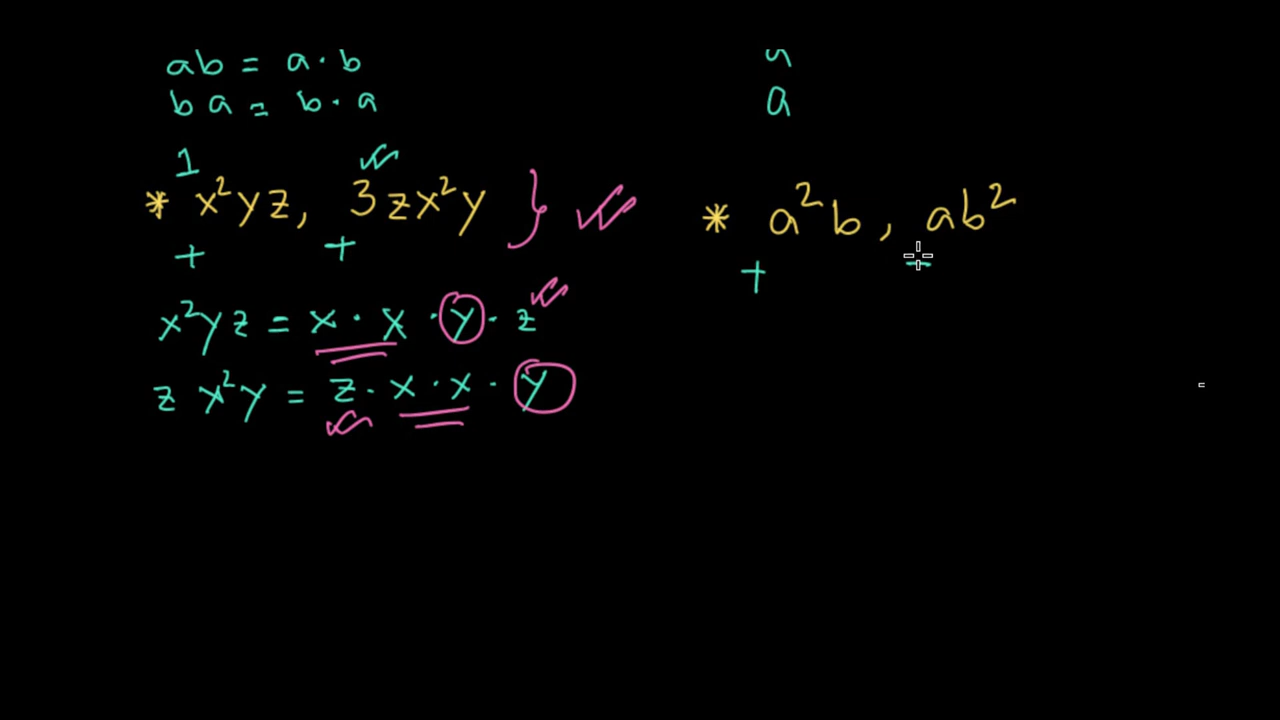 ab = a · b
ba = b · a
a
a
1
* x²yz, 3zx²y
+ +
x²yz = x · x · y · z
zx²y = z · x · x · y
* a²b, ab²
+ -